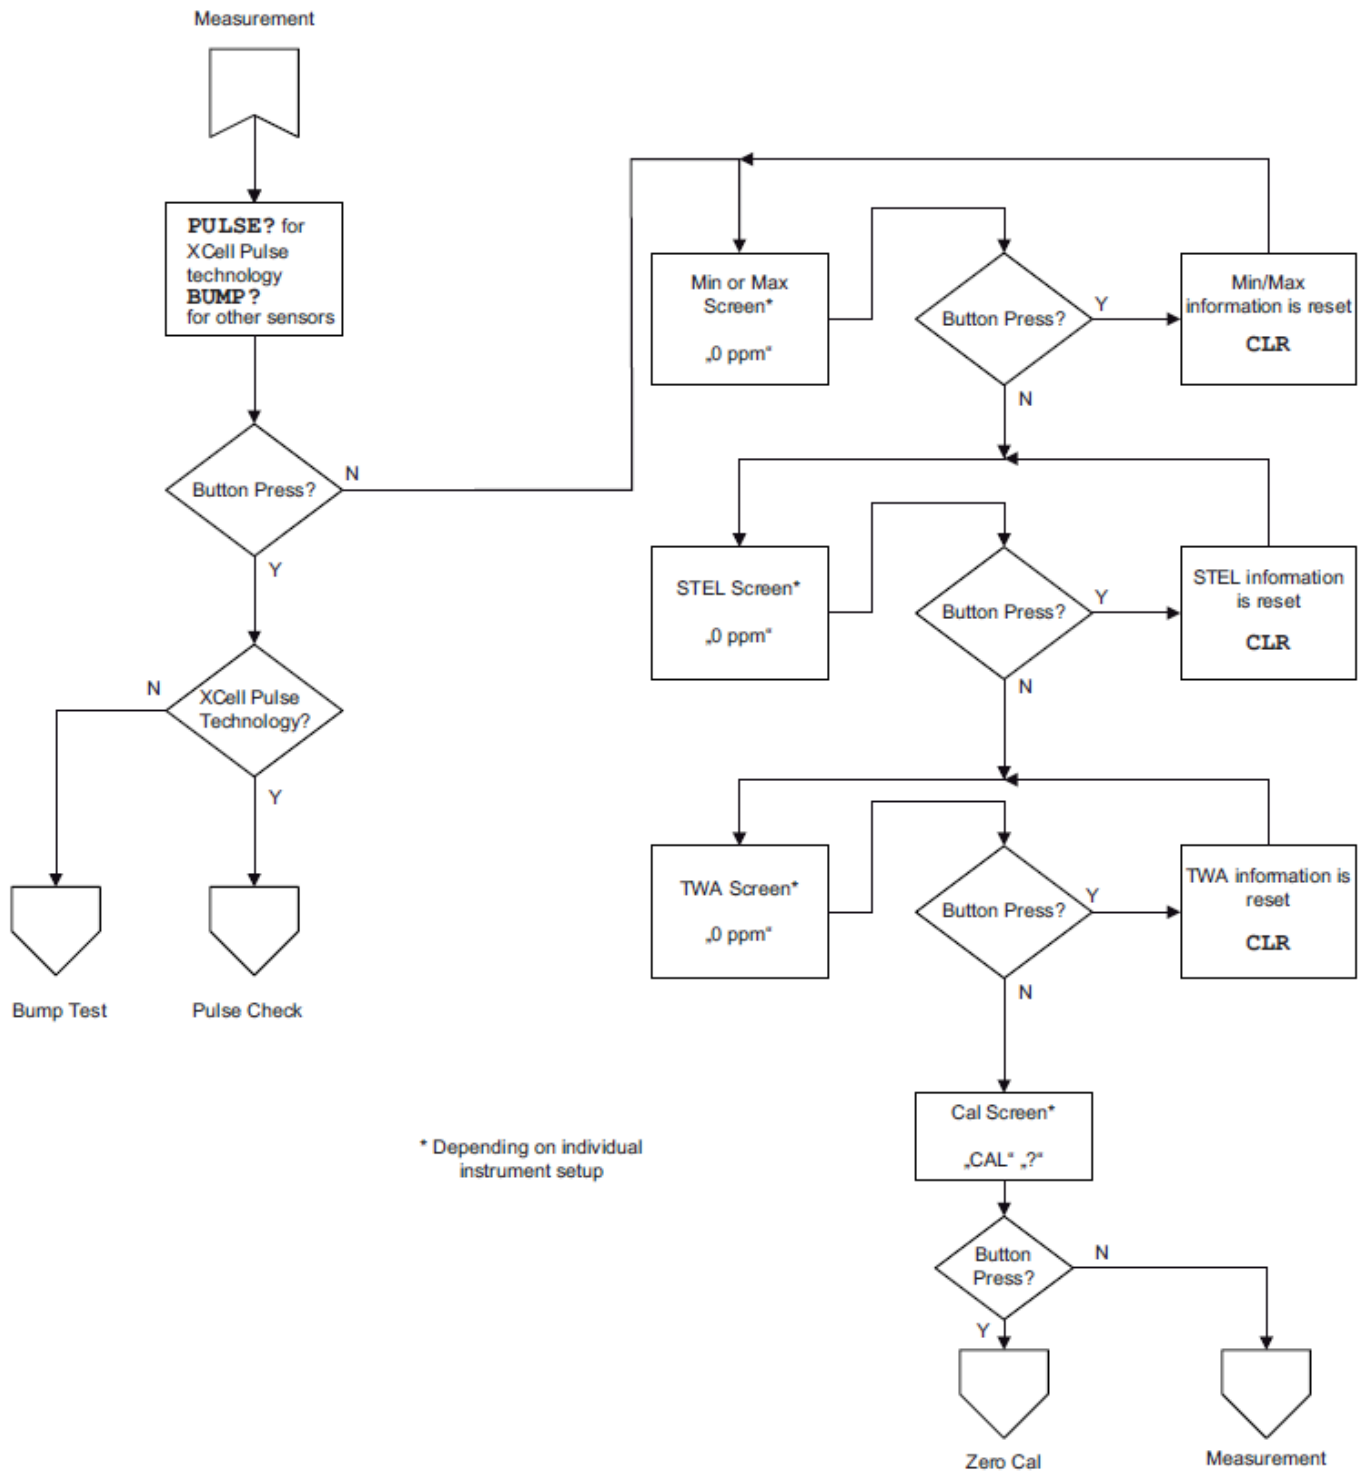 Measurement
PULSE? for
XCell Pulse
technology
BUMP?
for other sensors
Button Press?
N
Y
XCell Pulse
Technology?
N
Y
Bump Test
Pulse Check
Min or Max
Screen*
„0 ppm“
Button Press?
Y
N
Min/Max
information is reset
CLR
STEL Screen*
„0 ppm“
Button Press?
Y
N
STEL information
is reset
CLR
TWA Screen*
„0 ppm“
Button Press?
Y
N
TWA information is
reset
CLR
Cal Screen*
„CAL“ „?“
Button
Press?
N
Y
Zero Cal
Measurement
* Depending on individual
instrument setup